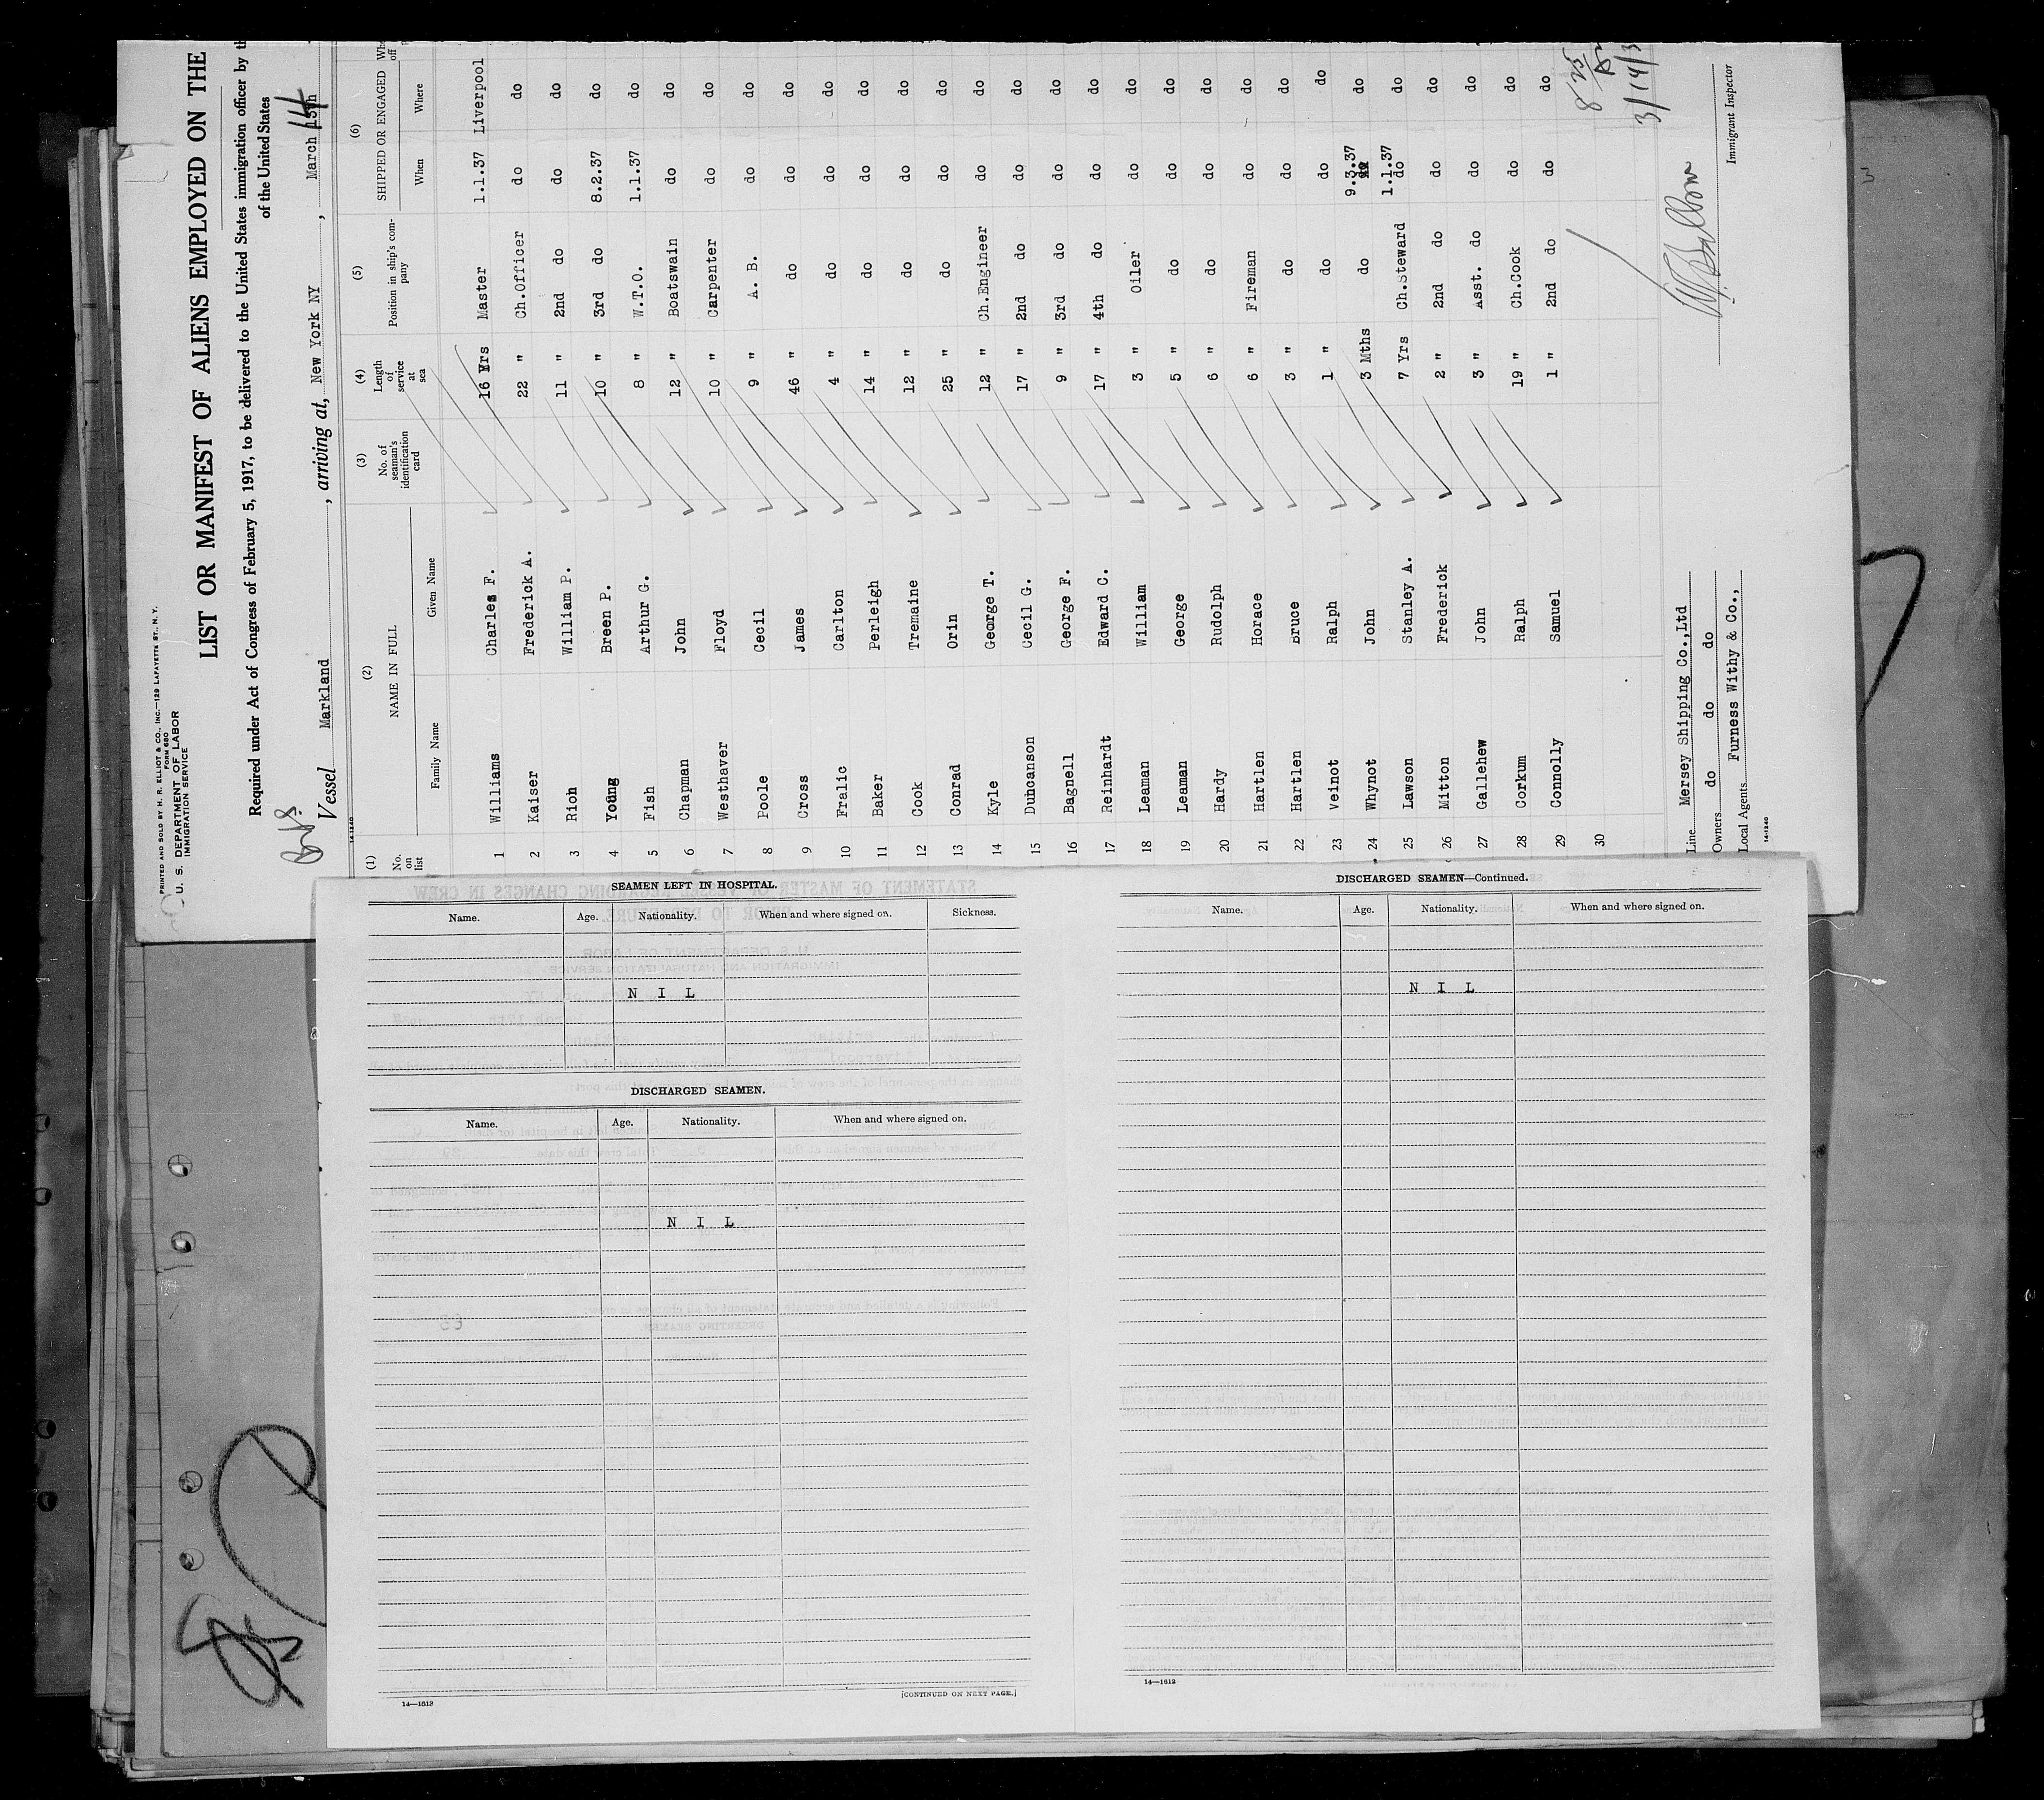 PRINTED AND SOLD BY H. R. ELLIOT & CO., INC.—129 LAFAYETTE ST., N.Y.
FORM 680
U. S. DEPARTMENT OF LABOR
IMMIGRATION SERVICE
LIST OR MANIFEST OF ALIENS EMPLOYED ON THE
Required under Act of Congress of February 5, 1917, to be delivered to the United States immigration officer by
of the United States
Vessel Markland, arriving at, New York NY, March 14
14-1240
(1) (2) (3) (4) (5) (6)
No. on list NAME IN FULL No. of seaman's identification card Length of service at sea Position in ship's company SHIPPED OR ENGAGED
Family Name Given Name When Where
1 Williams Charles F. 16 Yrs Master 1.1.37 Liverpool
2 Kaiser Frederick A. 22 " Ch.Officer do do
3 Rich William P. 11 " 2nd do do do
4 Young Breen P. 10 " 3rd do 8.2.37 do
5 Fish Arthur G. 8 " W.T.O. 1.1.37 do
6 Chapman John 12 " Boatswain do do
7 Westhaver Floyd 10 " Carpenter do do
8 Poole Cecil 9 " A. B. do do
9 Cross James 46 " do do do
10 Fralic Carlton 4 " do do do
11 Baker Perleigh 14 " do do do
12 Cook Tremaine 12 " do do do
13 Conrad Orin 25 " do do do
14 Kyle George T. 12 " Ch.Engineer do do
15 Duncanson Cecil G. 17 " 2nd do do do
16 Bagnell George F. 9 " 3rd do do do
17 Reinhardt Edward C. 17 " 4th do do do
18 Leaman William 3 " Oiler do do
19 Leaman George 5 " do do do
20 Hardy Rudolph 6 " do do do
21 Hartlen Horace 6 " Fireman do do
22 Hartlen Bruce 3 " do do do
23 Veinot Ralph 1 " do do do
24 Whynot John 3 Mths do 9.3.37 do
25 Lawson Stanley A. 7 Yrs Ch.Steward 1.1.37 do do
26 Mitton Frederick 2 " 2nd do do do
27 Gallehew John 3 " Asst. do do do
28 Corkum Ralph 19 " Ch.Cook do do
29 Connolly Samuel 1 " 2nd do do do
30
Line Mersey Shipping Co.,Ltd
Owners do do do
Local Agents Furness Withy & Co.,
14-1240
Immigrant Inspector
SEAMEN LEFT IN HOSPITAL.
Name. Age. Nationality. When and where signed on. Sickness.
N I L
DISCHARGED SEAMEN.
Name. Age. Nationality. When and where signed on.
N I L
14—1612
[CONTINUED ON NEXT PAGE.]
DISCHARGED SEAMEN—Continued.
Name. Age. Nationality. When and where signed on.
N I L
14—1612